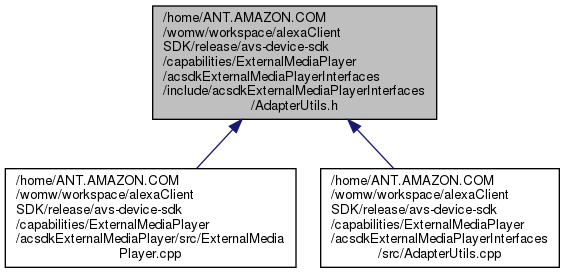 /home/ANT.AMAZON.COM
/womw/workspace/alexaClient
SDK/release/avs-device-sdk
/capabilities/ExternalMediaPlayer
/acsdkExternalMediaPlayerInterfaces
/include/acsdkExternalMediaPlayerInterfaces
/AdapterUtils.h
/home/ANT.AMAZON.COM
/womw/workspace/alexaClient
SDK/release/avs-device-sdk
/capabilities/ExternalMediaPlayer
/acsdkExternalMediaPlayer/src/ExternalMedia
Player.cpp
/home/ANT.AMAZON.COM
/womw/workspace/alexaClient
SDK/release/avs-device-sdk
/capabilities/ExternalMediaPlayer
/acsdkExternalMediaPlayerInterfaces
/src/AdapterUtils.cpp